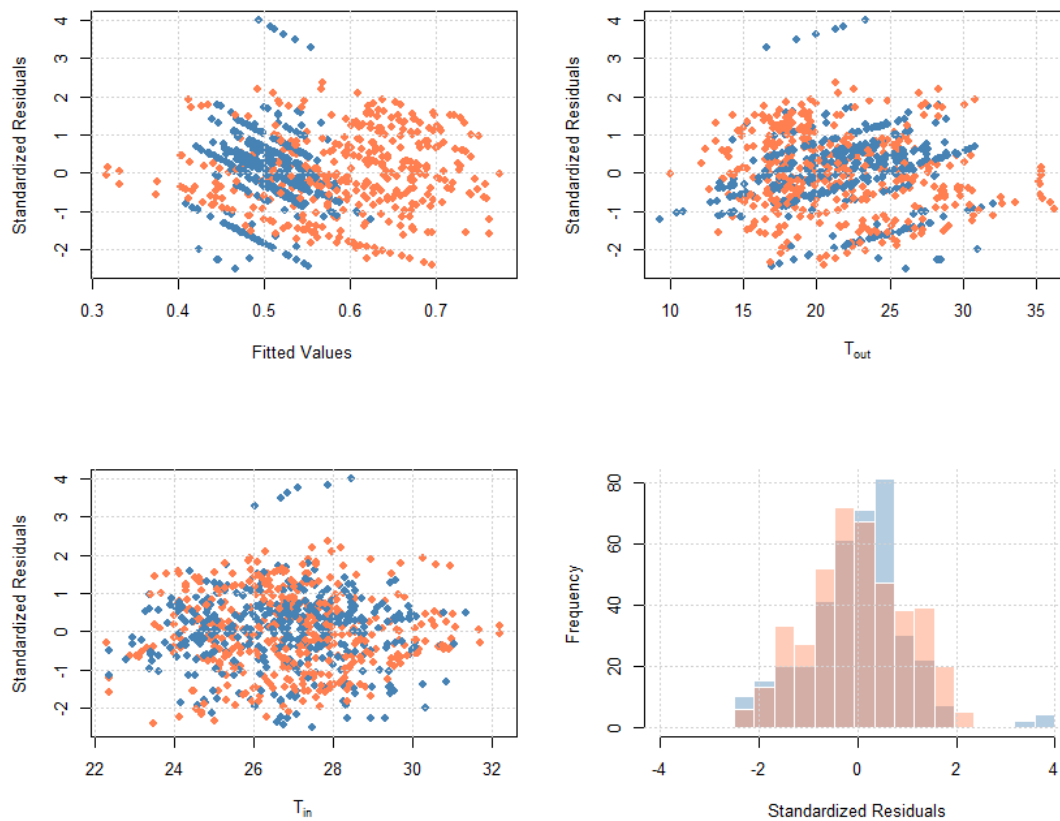 Standardized Residuals
4
3
2
1
0
-1
-2
0.3 0.4 0.5 0.6 0.7
Fitted Values
Standardized Residuals
4
3
2
1
0
-1
-2
10 15 20 25 30 35
T_out
Standardized Residuals
4
3
2
1
0
-1
-2
22 24 26 28 30 32
T_in
Frequency
80
60
40
20
0
-4 -2 0 2 4
Standardized Residuals